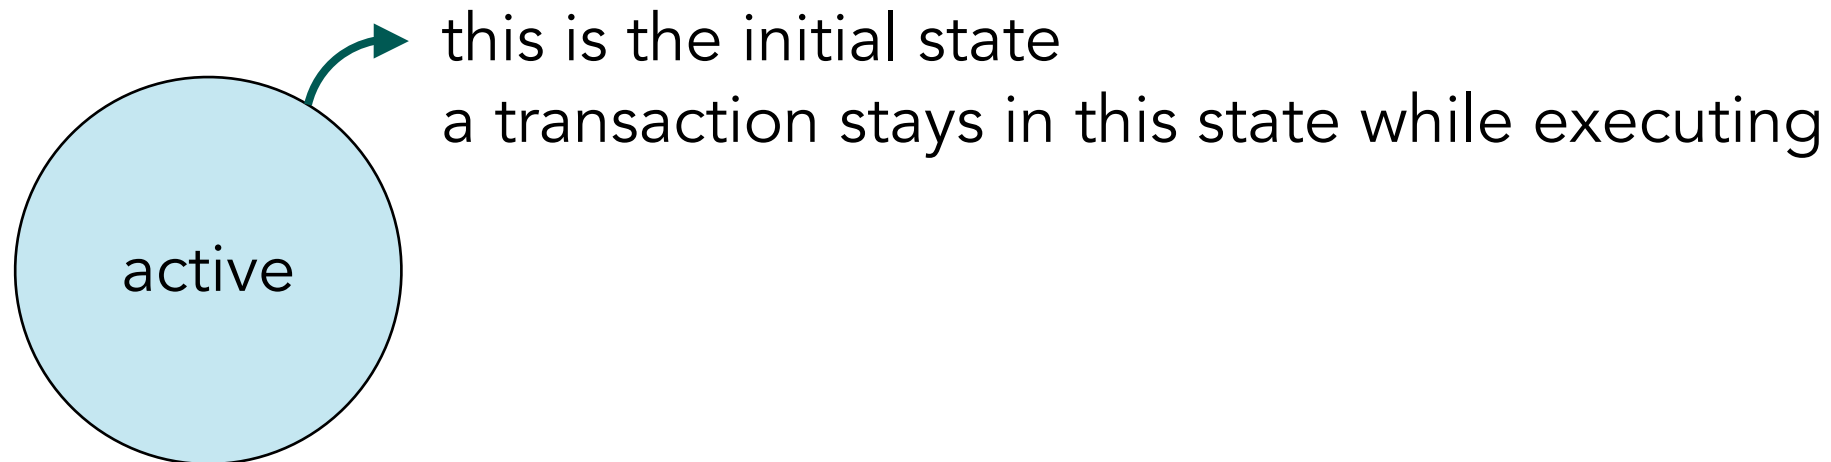 this is the initial state
a transaction stays in this state while executing
active